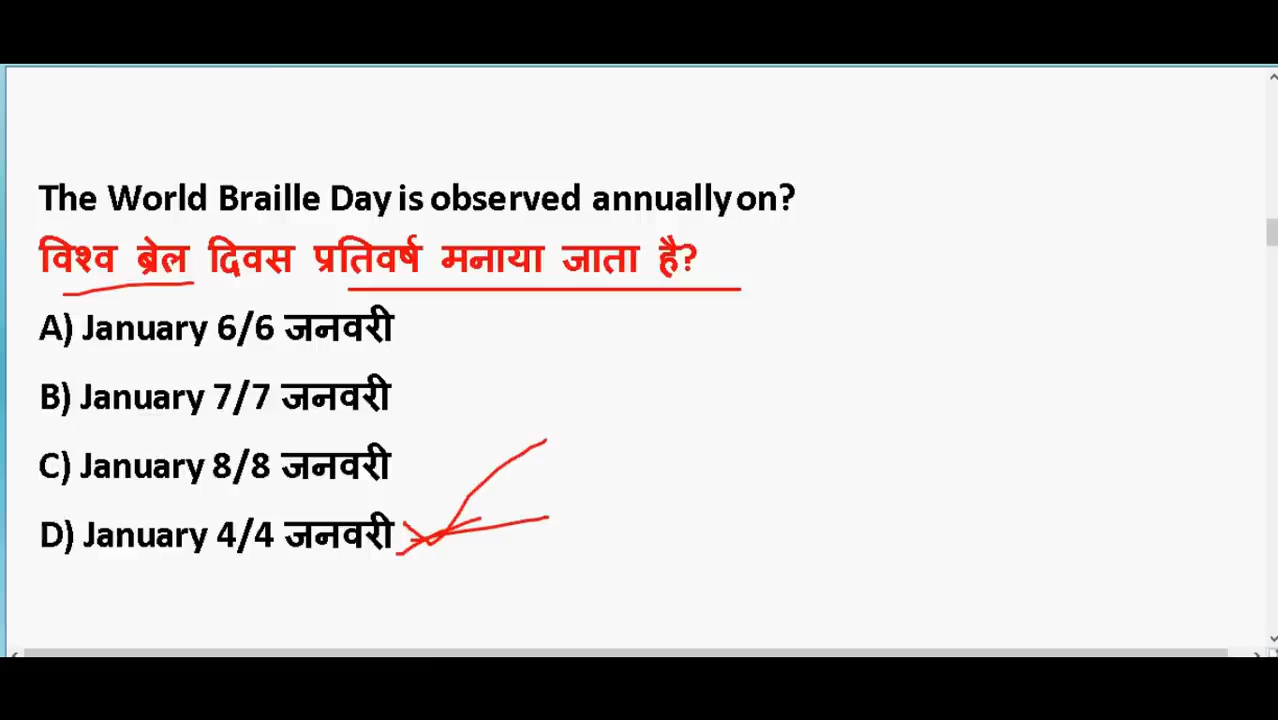 The World Braille Day is observed annually on?
विश्व ब्रेल दिवस प्रतिवर्ष मनाया जाता है?
A) January 6/6 जनवरी
B) January 7/7 जनवरी
C) January 8/8 जनवरी
D) January 4/4 जनवरी